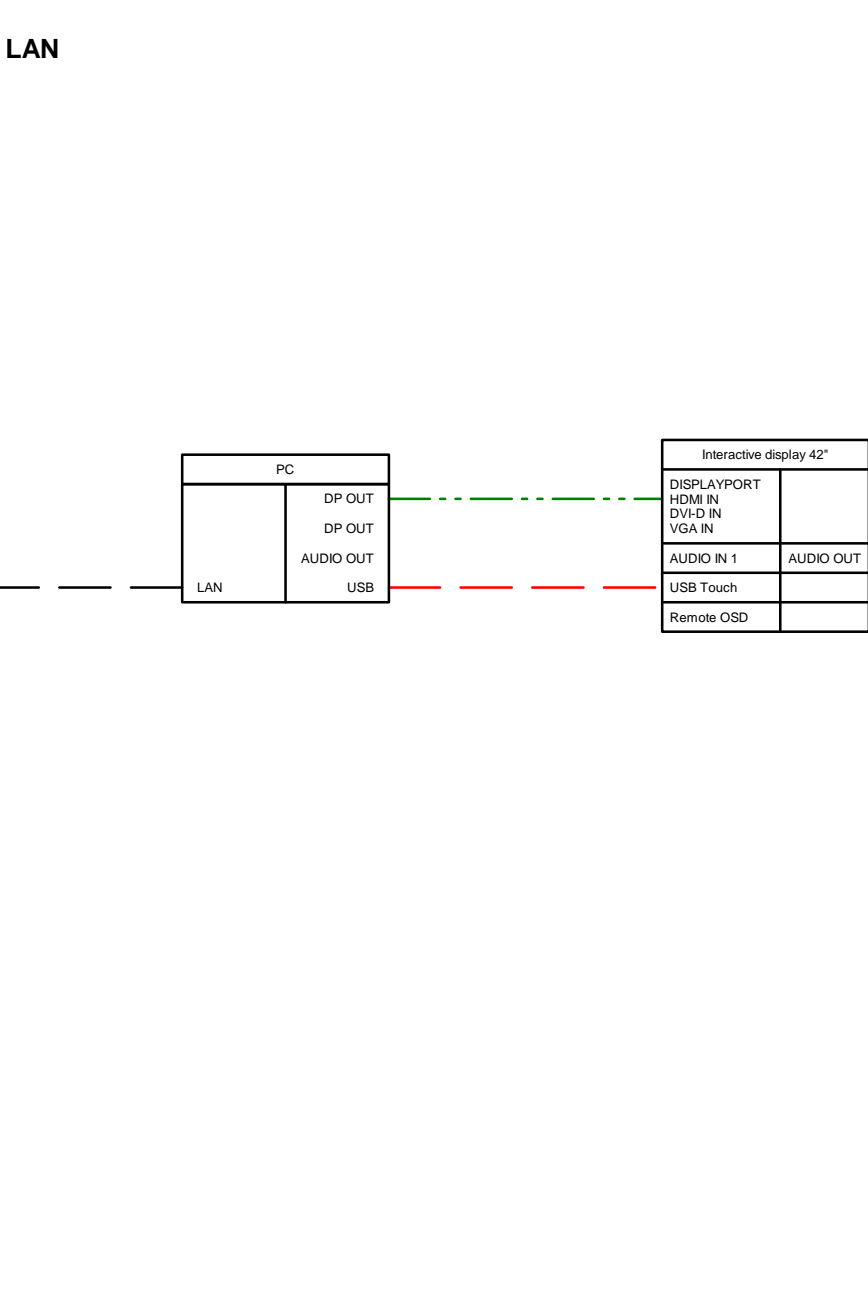 LAN
PC
DP OUT
DP OUT
AUDIO OUT
LAN
USB
Interactive display 42"
DISPLAYPORT
HDMI IN
DVI-D IN
VGA IN
AUDIO IN 1
AUDIO OUT
USB Touch
Remote OSD